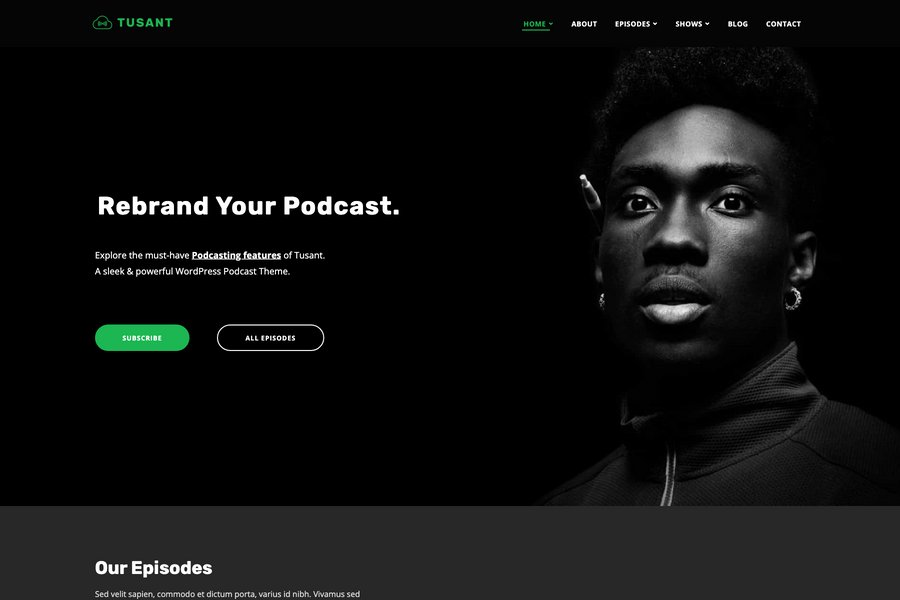 TUSANT
HOME ABOUT EPISODES SHOWS BLOG CONTACT
Rebrand Your Podcast.
Explore the must-have Podcasting features of Tusant.
A sleek & powerful WordPress Podcast Theme.
SUBSCRIBE ALL EPISODES
Our Episodes
Sed velit sapien, commodo et dictum porta, varius id nibh. Vivamus sed